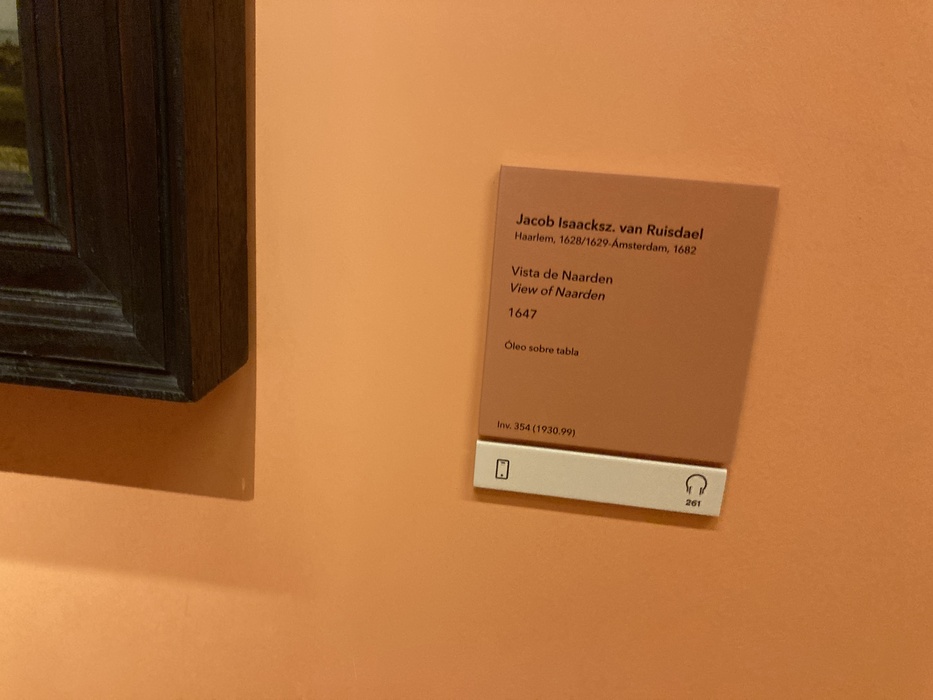 Jacob Isaacksz. van Ruisdael
Haarlem, 1628/1629-Ámsterdam, 1682
Vista de Naarden
View of Naarden
1647
Óleo sobre tabla
Inv. 354 (1930.99)
261